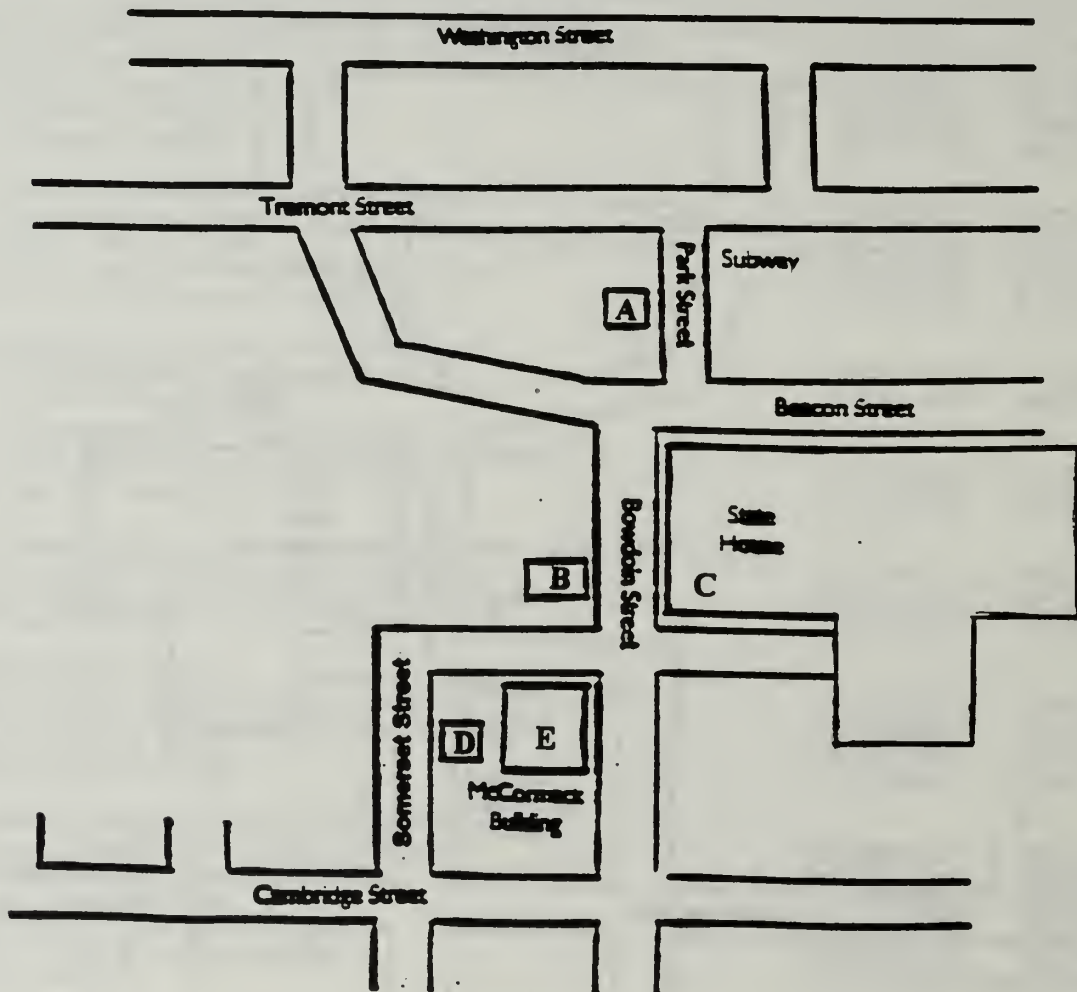 Washington Street
Tremont Street
Park Street
Subway
A
Beacon Street
Bowdoin Street
State
House
B
C
Somerset Street
D
E
McCormack
Building
Cambridge Street